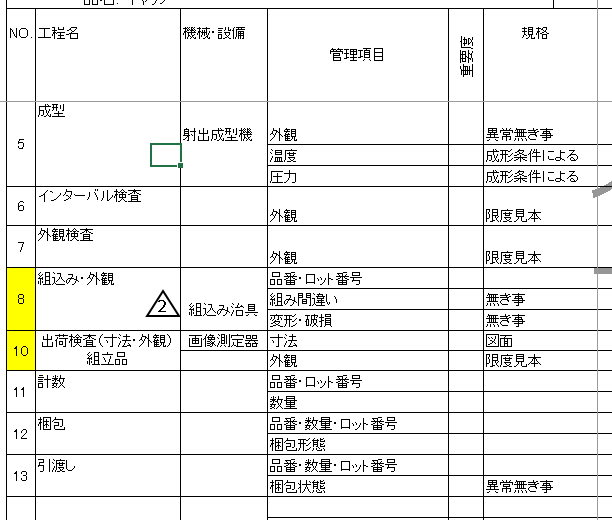 NO. 工程名 機械・設備 管理項目 重要度 規格
5 成型 射出成型機 外観 異常無き事
温度 成形条件による
圧力 成形条件による
6 インターバル検査 外観 限度見本
7 外観検査 外観 限度見本
8 組込み・外観 2 組込み治具 品番・ロット番号
組み間違い 無き事
変形・破損 無き事
10 出荷検査(寸法・外観) 画像測定器 寸法 図面
組立品 外観 限度見本
11 計数 品番・ロット番号
数量
12 梱包 品番・数量・ロット番号
梱包形態
13 引渡し 品番・数量・ロット番号
梱包状態 異常無き事